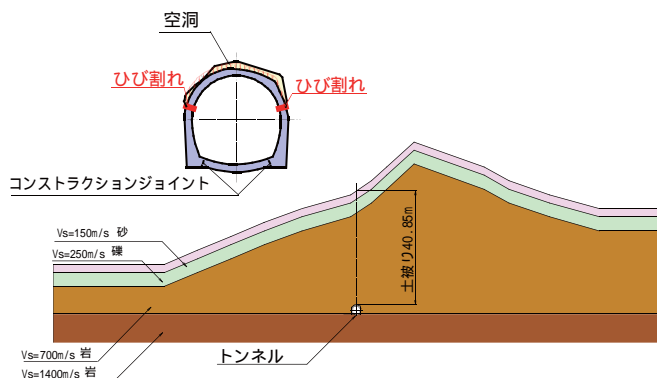 空洞
ひび割れ
ひび割れ
コンストラクションジョイント
Vs=150m/s 砂
Vs=250m/s 礫
土被り40.85m
Vs=700m/s 岩
トンネル
Vs=1400m/s 岩